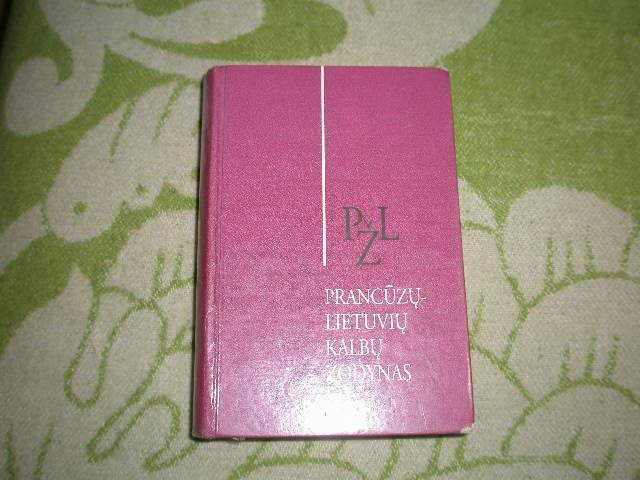 PŽL
PRANCŪZŲ-
LIETUVIŲ
KALBŲ
ŽODYNAS